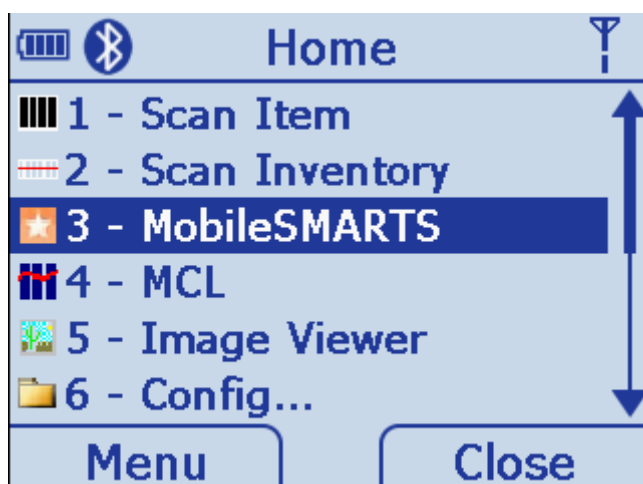 Home
1 - Scan Item
2 - Scan Inventory
3 - MobileSMARTS
4 - MCL
5 - Image Viewer
6 - Config...
Menu Close